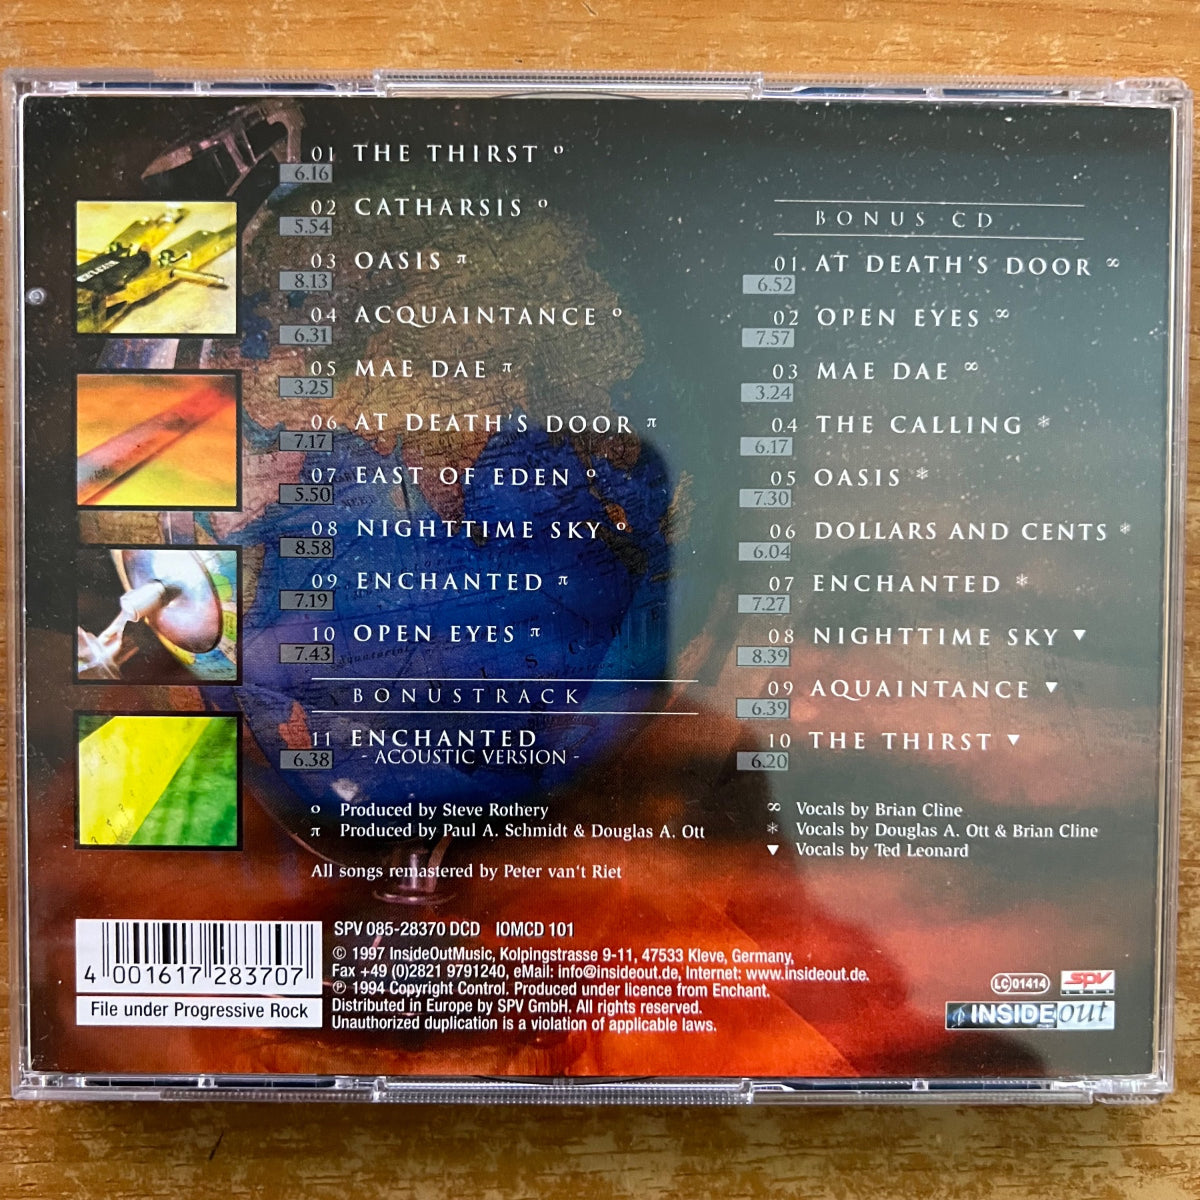 01 THE THIRST o
6.16
02 CATHARSIS o
5.54
03 OASIS π
8.13
04 ACQUAINTANCE o
6.31
05 MAE DAE π
3.25
06 AT DEATH'S DOOR π
7.17
07 EAST OF EDEN o
5.50
08 NIGHTTIME SKY o
8.58
09 ENCHANTED π
7.19
10 OPEN EYES π
7.43
BONUSTRACK
11 ENCHANTED
6.38 - ACOUSTIC VERSION -
o Produced by Steve Rothery
π Produced by Paul A. Schmidt & Douglas A. Ott
All songs remastered by Peter van't Riet
BONUS CD
01. AT DEATH'S DOOR ∞
6.52
02 OPEN EYES ∞
7.57
03 MAE DAE ∞
3.24
04 THE CALLING *
6.17
05 OASIS *
7.30
06 DOLLARS AND CENTS *
6.04
07 ENCHANTED *
7.27
08 NIGHTTIME SKY ▼
8.39
09 AQUAINTANCE ▼
6.39
10 THE THIRST ▼
6.20
∞ Vocals by Brian Cline
* Vocals by Douglas A. Ott & Brian Cline
▼ Vocals by Ted Leonard
4 001617 283707
File under Progressive Rock
SPV 085-28370 DCD IOMCD 101
© 1997 InsideOutMusic, Kolpingstrasse 9-11, 47533 Kleve, Germany,
Fax +49 (0)2821 9791240, eMail: info@insideout.de, Internet: www.insideout.de.
℗ 1994 Copyright Control. Produced under licence from Enchant.
Distributed in Europe by SPV GmbH. All rights reserved.
Unauthorized duplication is a violation of applicable laws.
LC 01414
SPV
INSIDE out